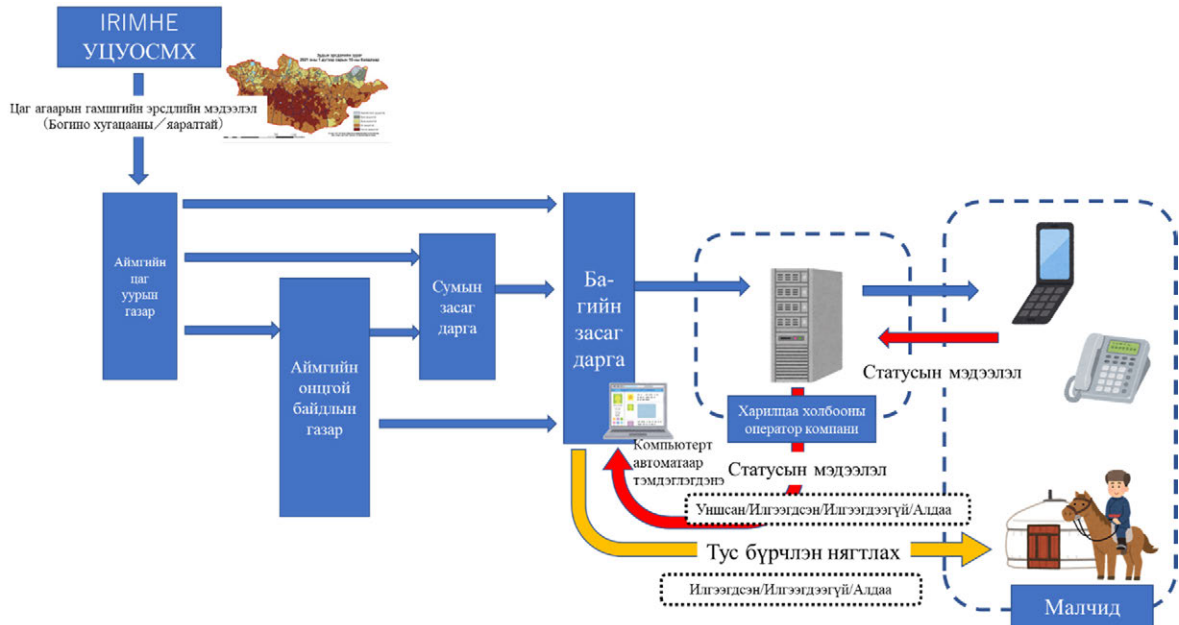 IRIMHE
УЦУОСМХ
Цаг агаарын гамшгийн эрсдлийн мэдээлэл
(Богино хугацааны／яаралтай)
Аймгийн
цаг
уурын
газар
Аймгийн
онцгой
байдлын
газар
Сумын
засаг
дарга
Ба-
гийн
засаг
дарга
Харилцаа холбооны
оператор компани
Статусын мэдээлэл
Компьютерт
автоматаар
тэмдэглэгдэнэ
Статусын мэдээлэл
Уншсан/Илгээгдсэн/Илгээгдээгүй/Алдаа
Тус бүрчлэн нягтлах
Илгээгдсэн/Илгээгдээгүй/Алдаа
Малчид